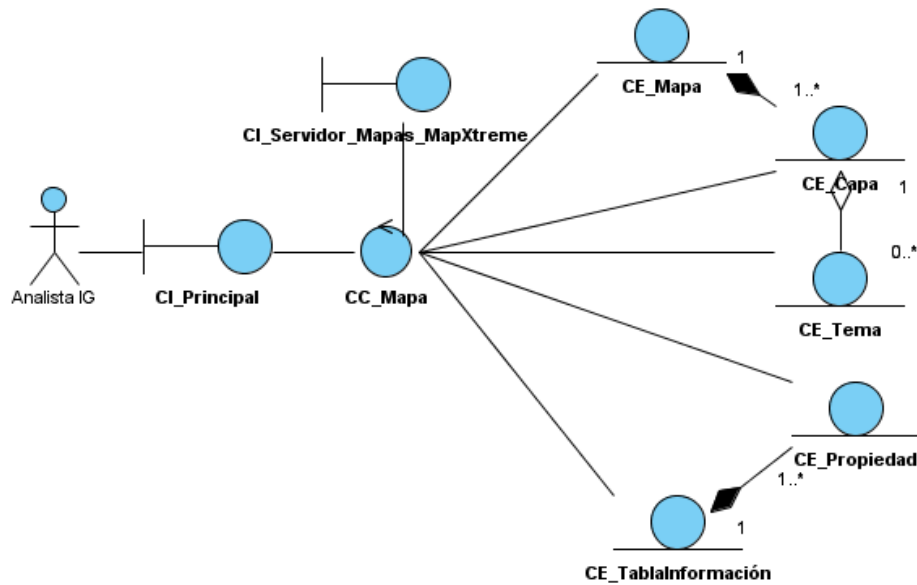 1
CE_Mapa
1..*
CI_Servidor_Mapas_MapXtreme
CE_Capa
1
0..*
Analista IG
CI_Principal
CC_Mapa
CE_Tema
CE_Propiedad
1..*
1
CE_TablaInformación